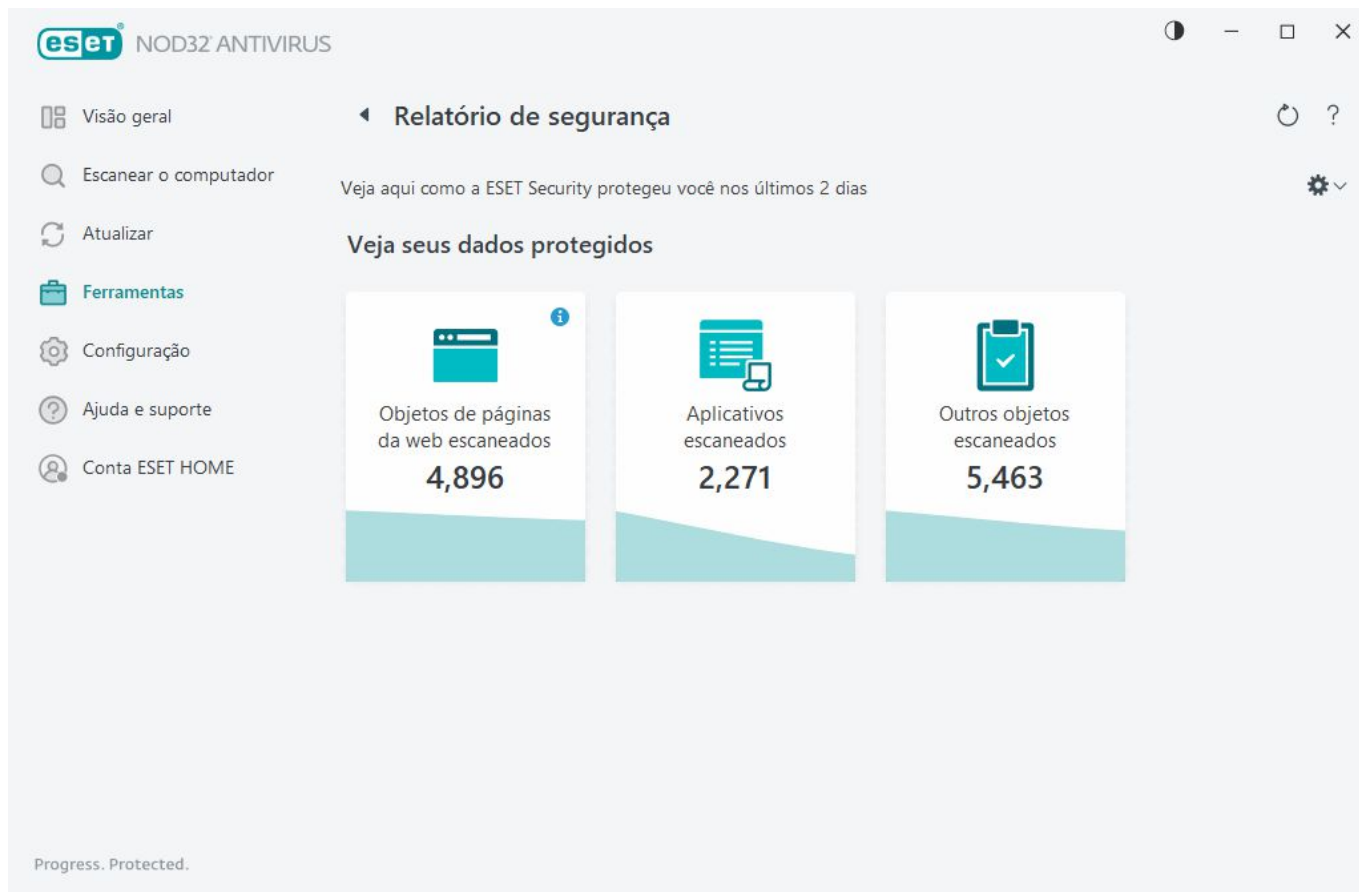 eset® NOD32® ANTIVIRUS
Visão geral
Escanear o computador
Atualizar
Ferramentas
Configuração
Ajuda e suporte
Conta ESET HOME
Relatório de segurança
?
Veja aqui como a ESET Security protegeu você nos últimos 2 dias
Veja seus dados protegidos
Objetos de páginas
da web escaneados
4,896
Aplicativos
escaneados
2,271
Outros objetos
escaneados
5,463
Progress. Protected.